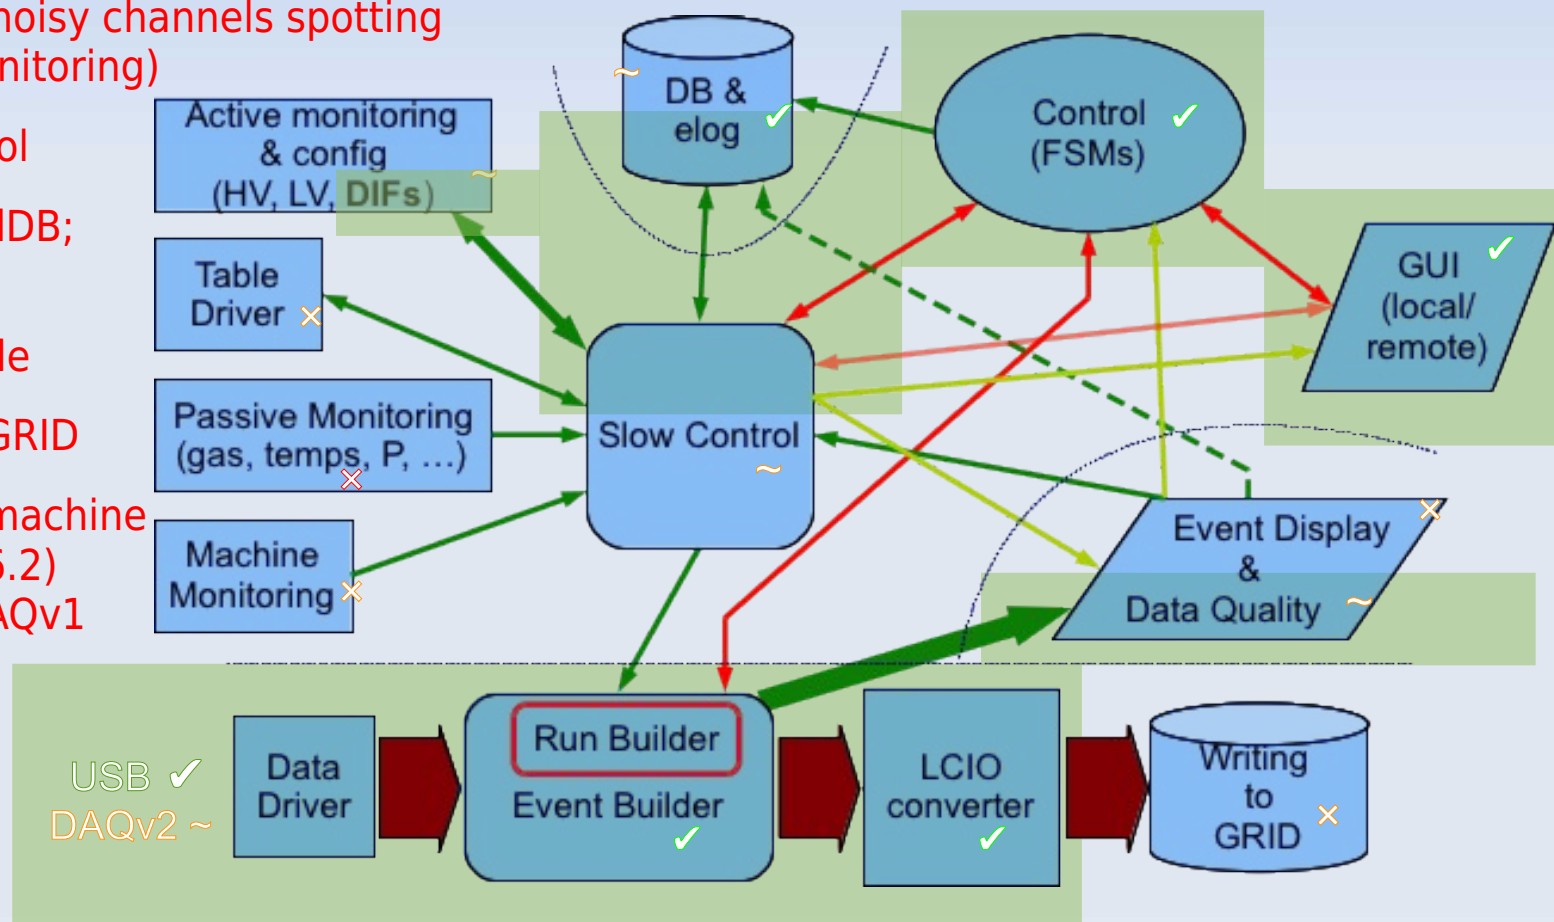 noisy channels spotting
nitoring)
ol
dDB;
le
GRID
machine
5.2)
AQv1
DB &
elog
Control
(FSMs)
Active monitoring
& config
(HV, LV, DIFs)
Table
Driver
GUI
(local/
remote)
Passive Monitoring
(gas, temps, P, ...)
Slow Control
Machine
Monitoring
Event Display
&
Data Quality
USB ✓
DAQv2 ~
Data
Driver
Run Builder
Event Builder
LCIO
converter
Writing
to
GRID